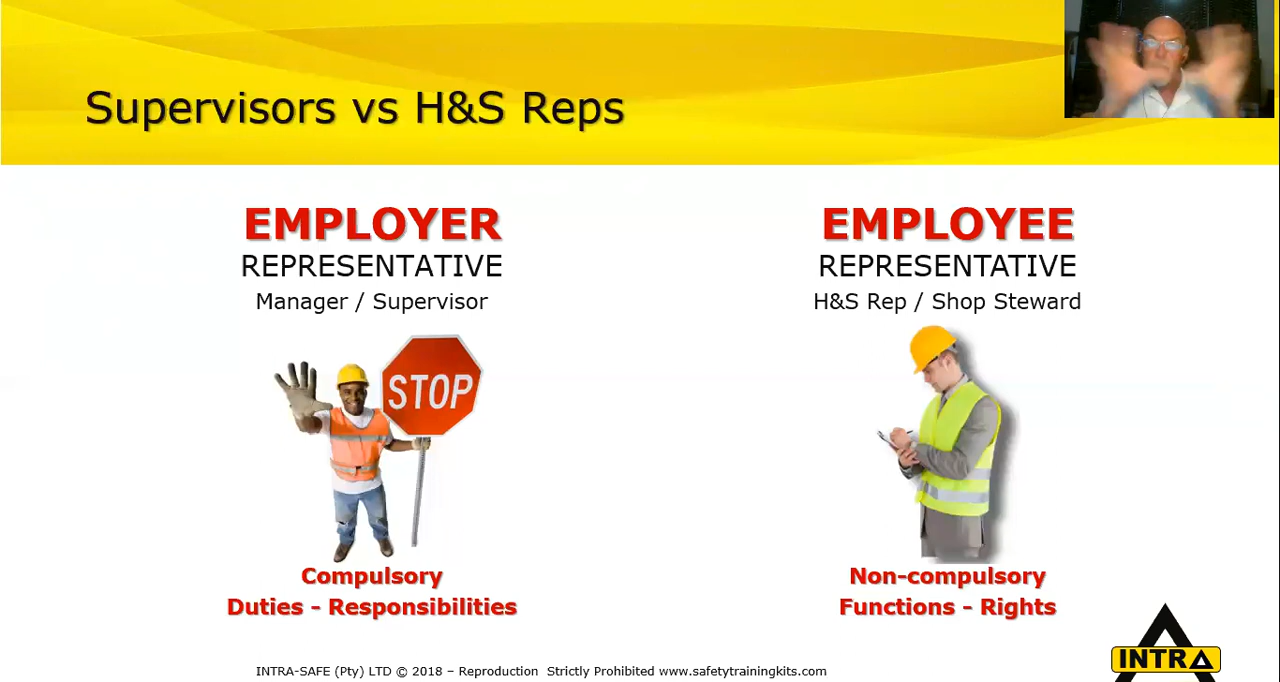 Supervisors vs H&S Reps
EMPLOYER
REPRESENTATIVE
Manager / Supervisor
STOP
Compulsory
Duties - Responsibilities
EMPLOYEE
REPRESENTATIVE
H&S Rep / Shop Steward
Non-compulsory
Functions - Rights
INTRA-SAFE (Pty) LTD © 2018 – Reproduction Strictly Prohibited www.safetytrainingkits.com
INTRA